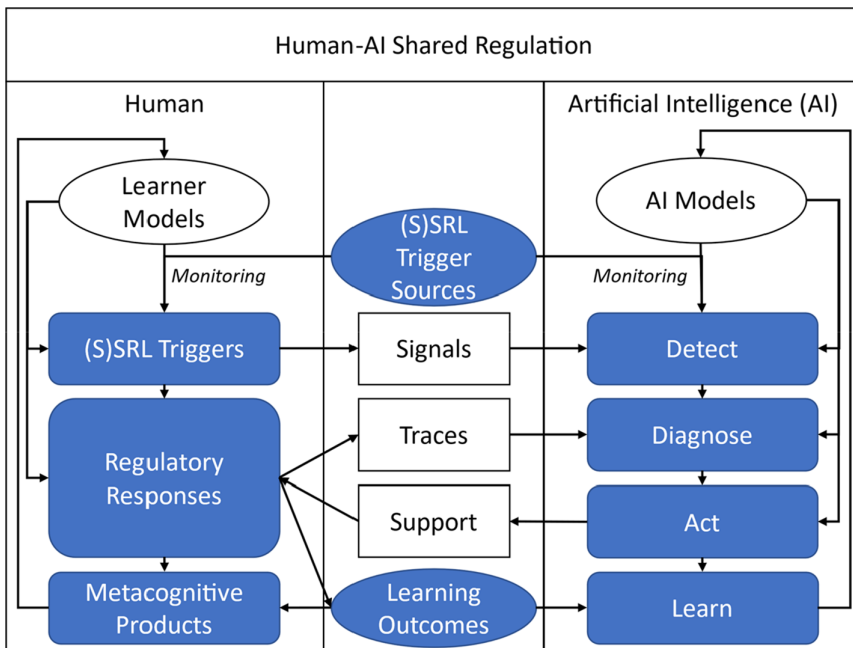 Human-AI Shared Regulation
Human
Artificial Intelligence (AI)
Learner
Models
(S)SRL
Trigger
Sources
AI Models
Monitoring
Monitoring
(S)SRL Triggers
Signals
Detect
Regulatory
Responses
Traces
Diagnose
Support
Act
Metacognitive
Products
Learning
Outcomes
Learn